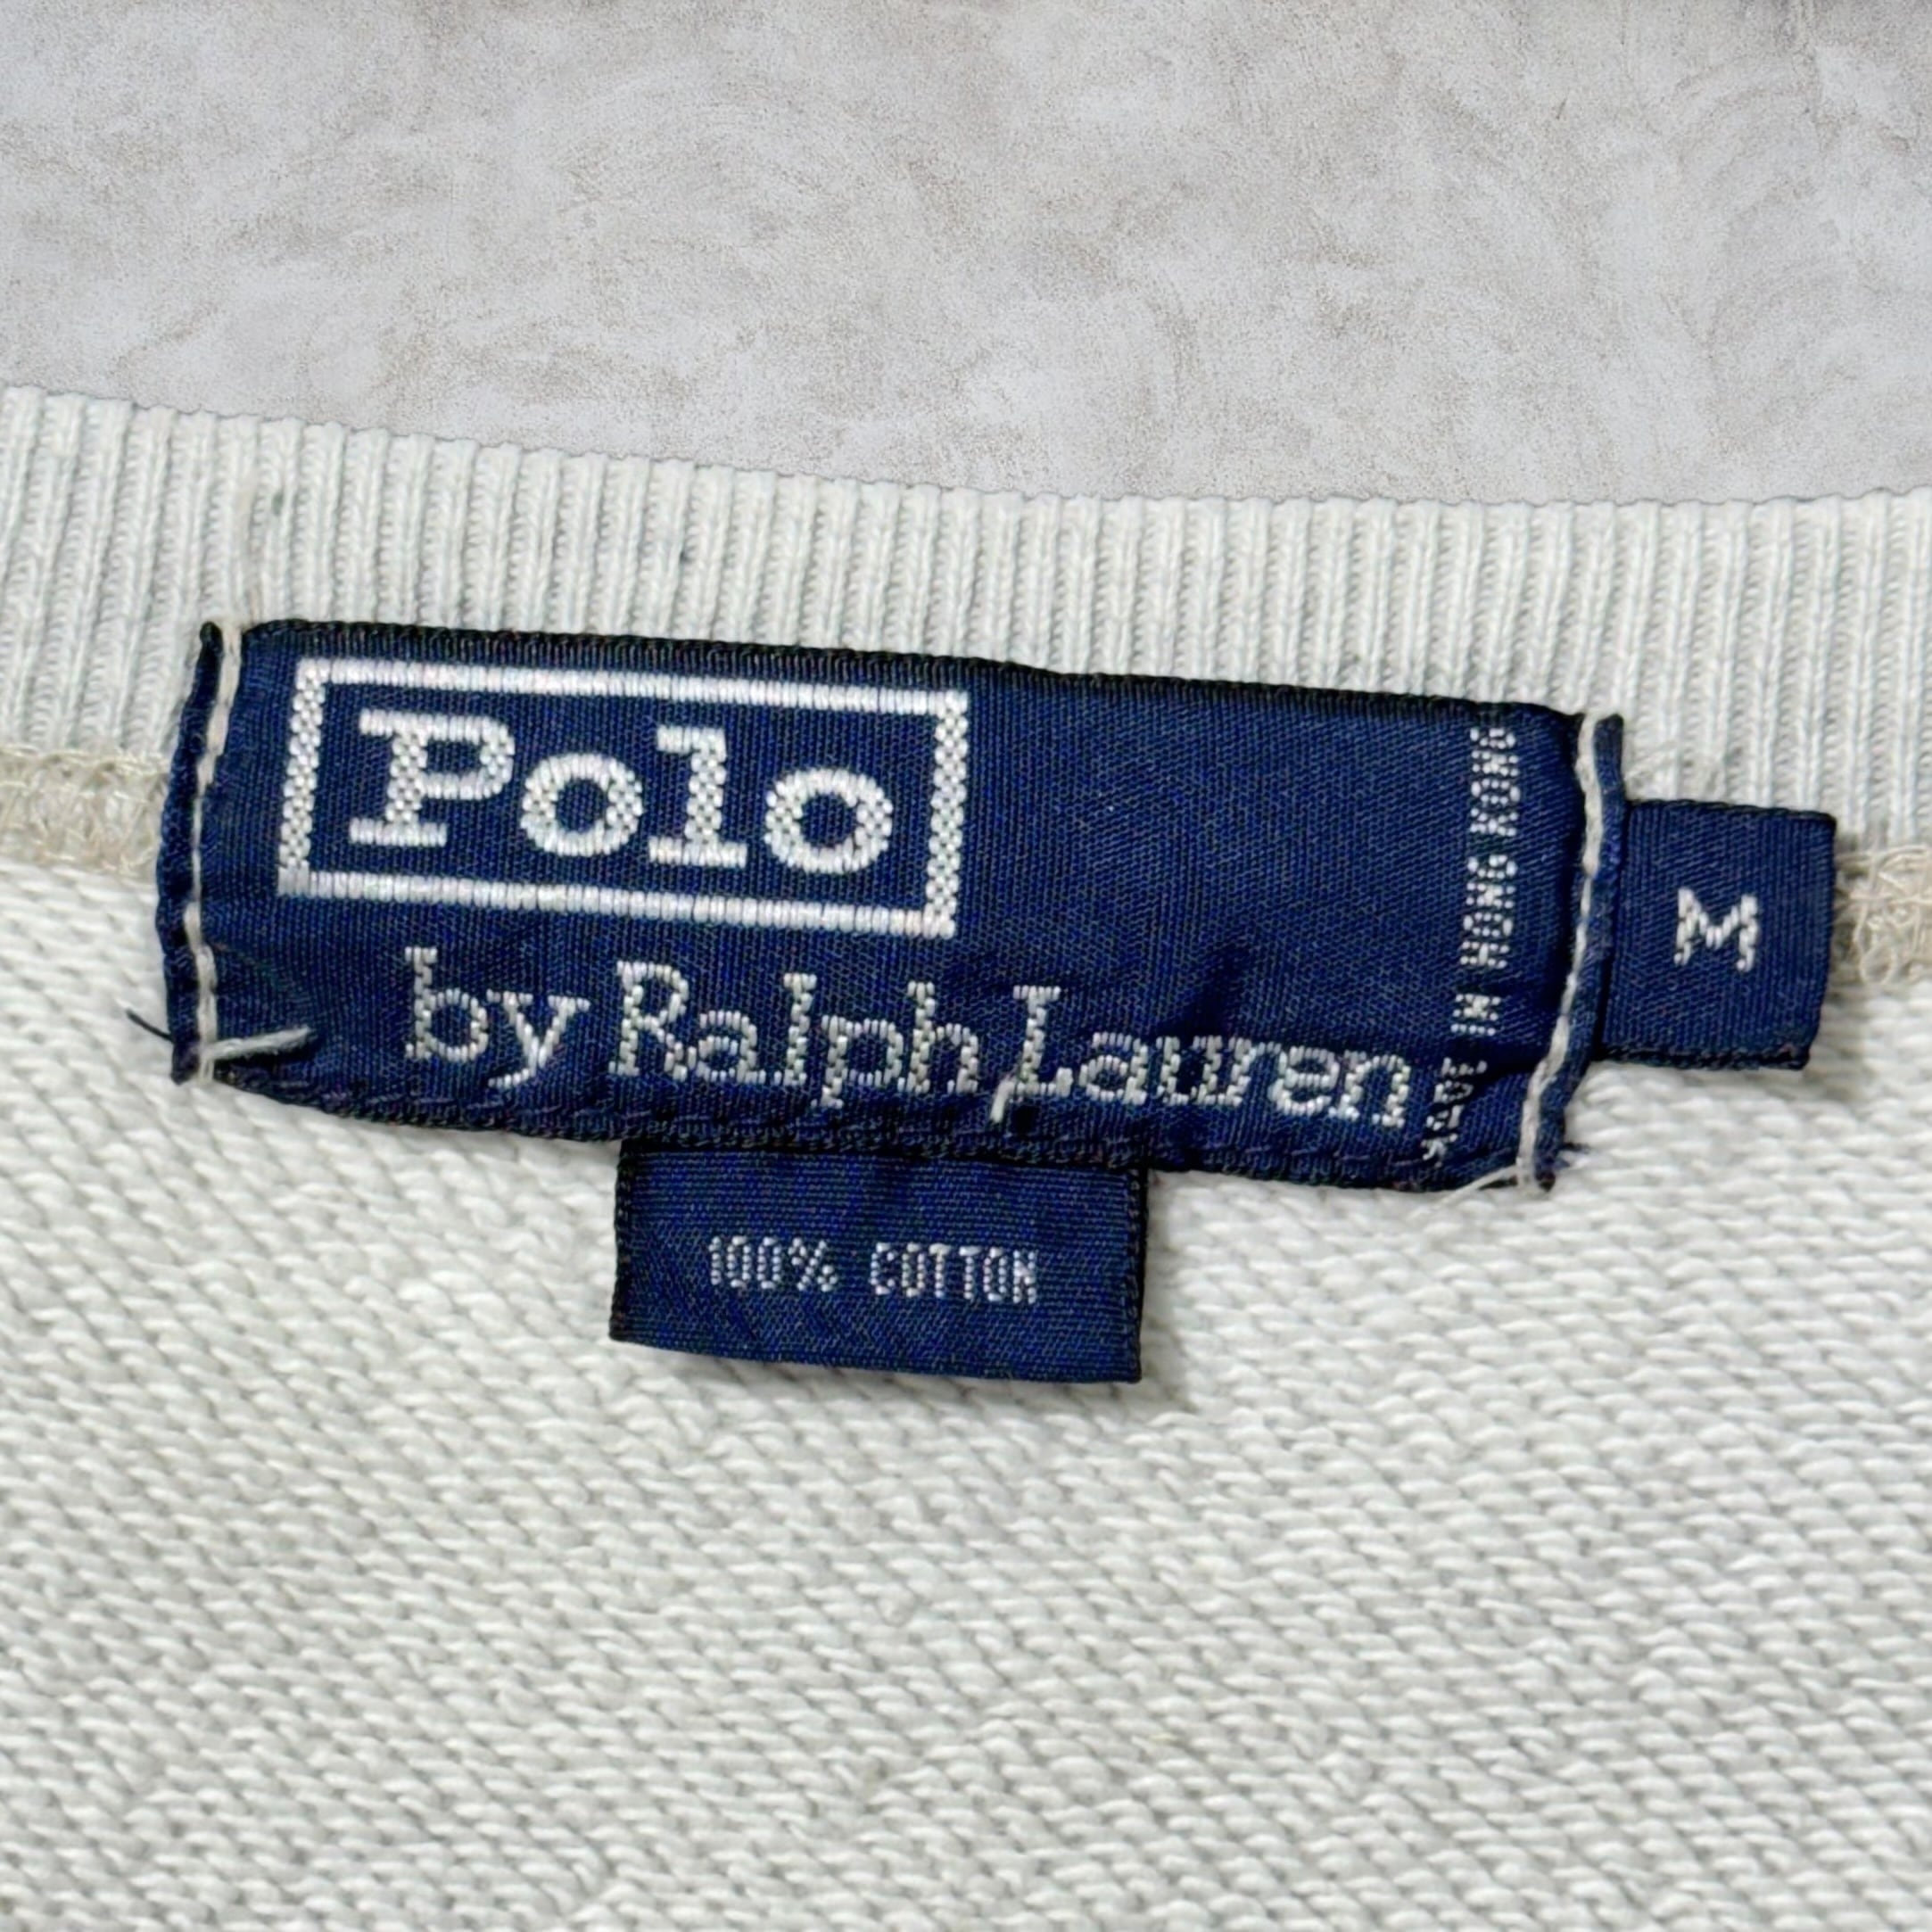 Polo
by Ralph Lauren
MADE IN HONG KONG
M
100% COTTON